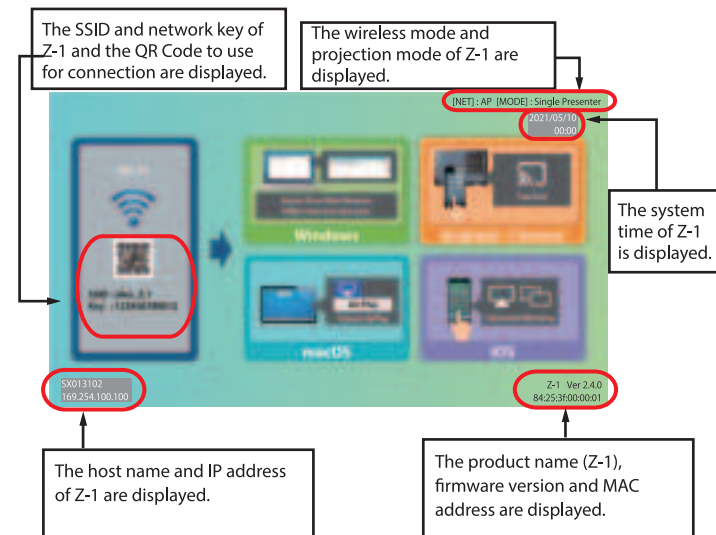 The SSID and network key of
Z-1 and the QR Code to use
for connection are displayed.
The wireless mode and
projection mode of Z-1 are
displayed.
[NET] : AP [MODE] : Single Presenter
2021/05/10
00:00
The system
time of Z-1
is displayed.
Windows
macOS
iOS
SX013102
169.254.100.100
Z-1 Ver 2.4.0
84:25:3f:00:00:01
The host name and IP address
of Z-1 are displayed.
The product name (Z-1),
firmware version and MAC
address are displayed.